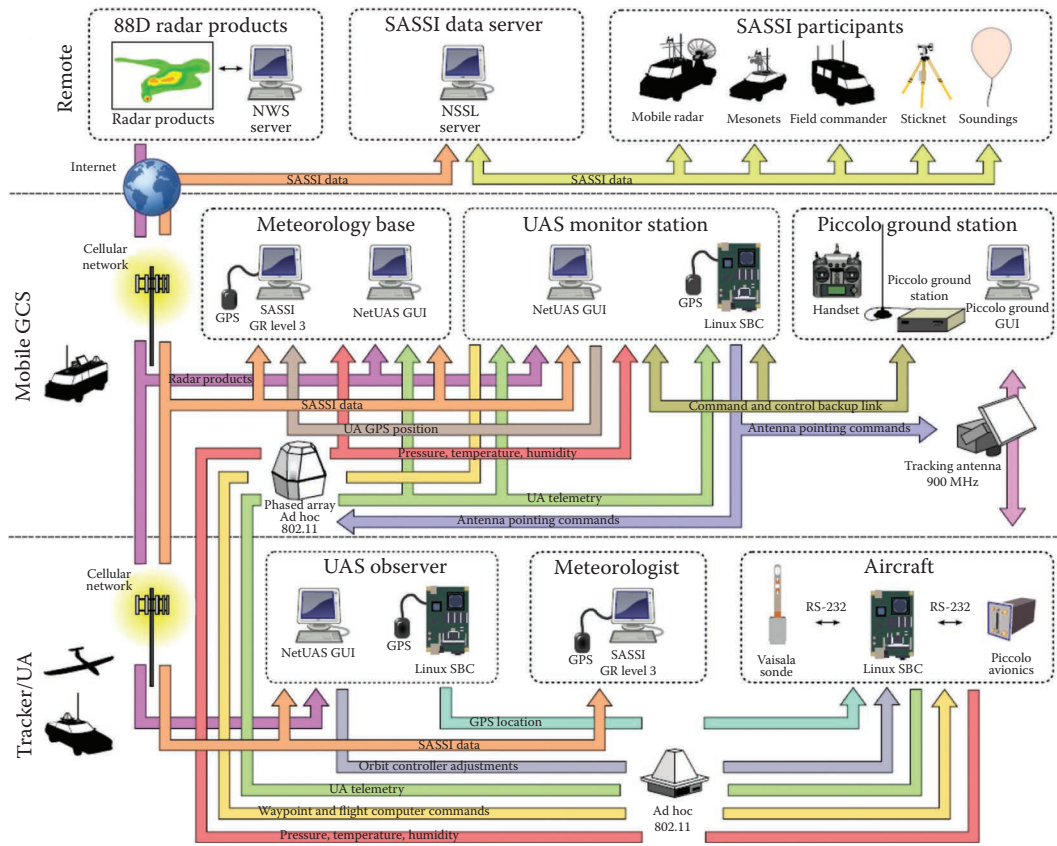 88D radar products
SASSI data server
SASSI participants
Remote
Radar products
NWS
server
NSSL
server
Mobile radar
Mesonets
Field commander
Sticknet
Soundings
Internet
SASSI data
SASSI data
Mobile GCS
Cellular
network
Meteorology base
UAS monitor station
Piccolo ground station
GPS
SASSI
GR level 3
NetUAS GUI
NetUAS GUI
GPS
Linux SBC
Handset
Piccolo ground
station
Piccolo ground
GUI
Radar products
SASSI data
Command and control backup link
UA GPS position
Antenna pointing commands
Pressure, temperature, humidity
Tracking antenna
900 MHz
Phased array
Ad hoc
802.11
UA telemetry
Antenna pointing commands
Tracker/UA
Cellular
network
UAS observer
Meteorologist
Aircraft
NetUAS GUI
GPS
Linux SBC
GPS
SASSI
GR level 3
Vaisala
sonde
RS-232
Linux SBC
RS-232
Piccolo
avionics
GPS location
SASSI data
Orbit controller adjustments
UA telemetry
Waypoint and flight computer commands
Ad hoc
802.11
Pressure, temperature, humidity